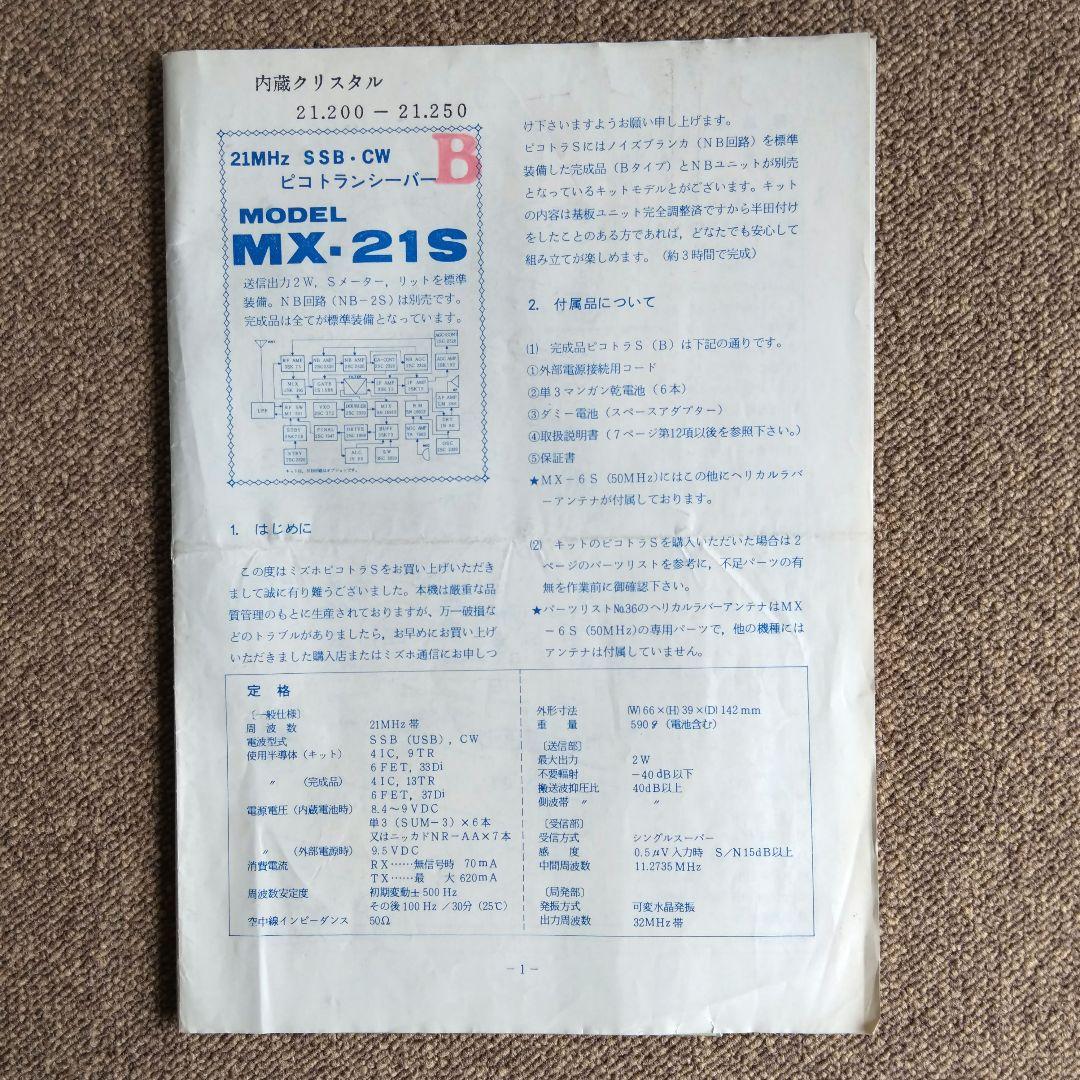 内蔵クリスタル
21.200 － 21.250
21MHz SSB・CW
ピコトランシーバー
B
MODEL
MX-21S
送信出力2W, Sメーター, リットを標準
装備。NB回路(NB-2S)は別売です。
完成品は全てが標準装備となっています。
1. はじめに
この度はミズホピコトラSをお買い上げいただき
まして誠に有り難うございました。本機は厳重な品
質管理のもとに生産されておりますが, 万一破損な
どのトラブルがありましたら, お早めにお買い上げ
いただきました購入店またはミズホ通信にお申しつ
け下さいますようお願い申し上げます。
ピコトラSにはノイズブランカ(NB回路)を標準
装備した完成品(Bタイプ)とNBユニットが別売
となっているキットモデルとがございます。キット
の内容は基板ユニット完全調整済ですから半田付け
をしたことのある方であれば, どなたでも安心して
組み立てが楽しめます。(約3時間で完成)
2. 付属品について
(1) 完成品ピコトラS(B)は下記の通りです。
①外部電源接続用コード
②単3マンガン乾電池(6本)
③ダミー電池(スペースアダプター)
④取扱説明書(7ページ第12項以後を参照下さい。)
⑤保証書
★MX-6S(50MHz)にはこの他にヘリカルラバ
ーアンテナが付属しております。
(2) キットのピコトラSを購入いただいた場合は2
ページのパーツリストを参考に, 不足パーツの有
無を作業前に御確認下さい。
★パーツリストNo.36のヘリカルラバーアンテナはMX
-6S(50MHz)の専用パーツで, 他の機種には
アンテナは付属していません。
定格
〔一般仕様〕
周波数 21MHz帯
電波型式 SSB(USB), CW
使用半導体(キット) 4IC, 9TR
6FET, 33Di
〃 (完成品) 4IC, 13TR
6FET, 37Di
電源電圧(内蔵電池時) 8.4～9VDC
単3(SUM-3)×6本
又はニッカドNR-AA×7本
〃 (外部電源時) 9.5VDC
消費電流 RX……無信号時 70mA
TX……最 大 620mA
周波数安定度 初期変動±500Hz
その後100Hz/30分(25℃)
空中線インピーダンス 50Ω
外形寸法 (W)66×(H)39×(D)142mm
重量 590g(電池含む)
〔送信部〕
最大出力 2W
不要輻射 -40dB以下
搬送波抑圧比 40dB以上
側波帯 〃 〃
〔受信部〕
受信方式 シングルスーパー
感度 0.5μV入力時 S/N15dB以上
中間周波数 11.2735MHz
〔局発部〕
発振方式 可変水晶発振
出力周波数 32MHz帯
－1－